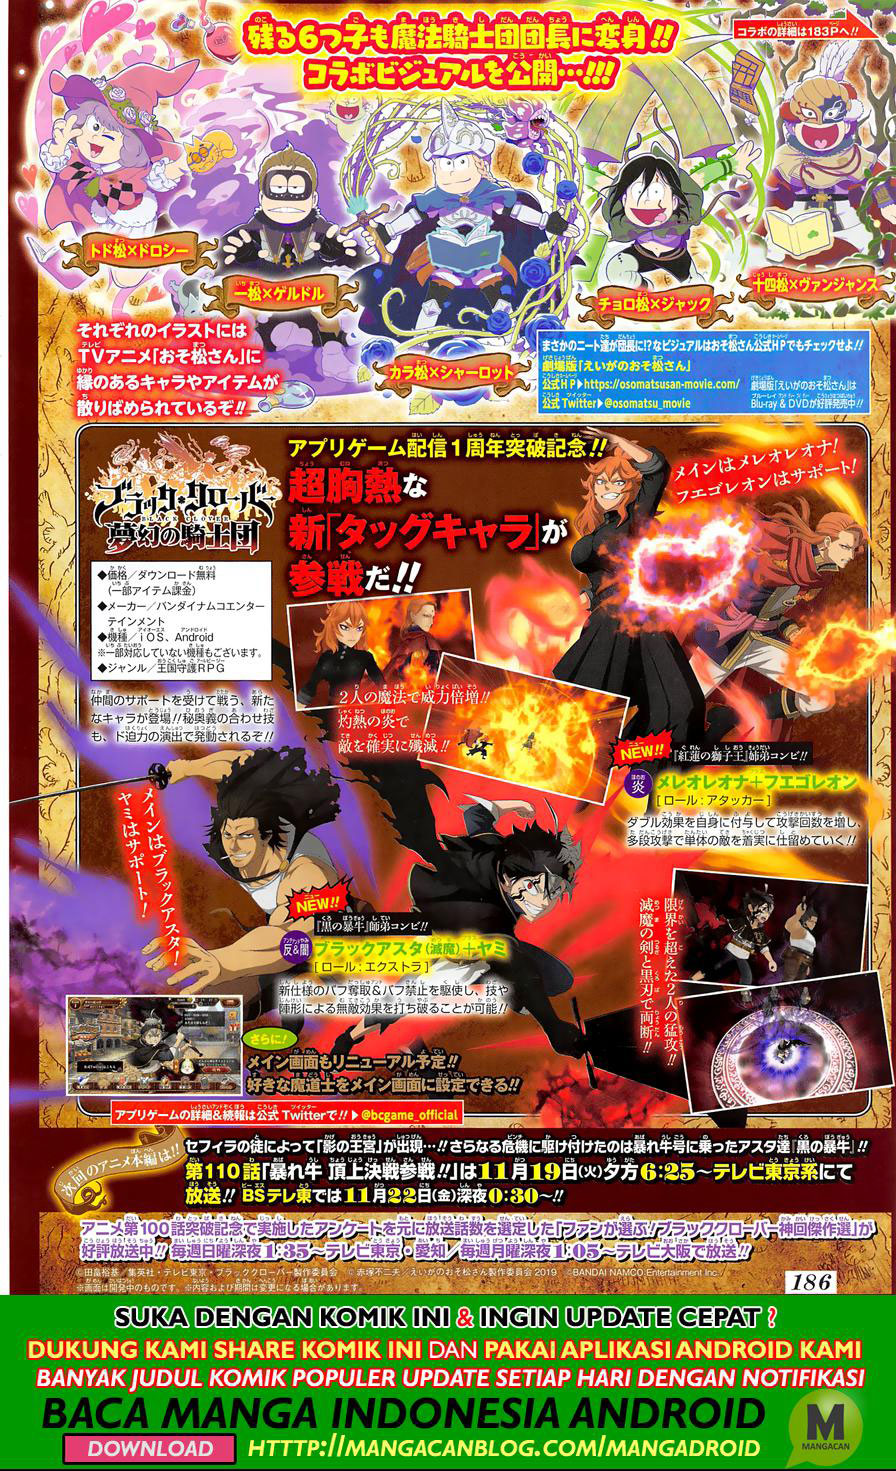 残る6つ子も魔法騎士団団長に変身!!
コラボの詳細は183Pへ!!
コラボビジュアルを公開…!!!
トド松×ドロシー
一松×ゲルドル
カラ松×シャーロット
チョロ松×ジャック
十四松×ヴァンジャンス
それぞれのイラストには
TVアニメ「おそ松さん」に
縁のあるキャラやアイテムが
散りばめられているぞ!!
まさかのニート達が団長に!?なビジュアルはおそ松さん公式HPでもチェックせよ!!
劇場版「えいがのおそ松さん」
公式HP▶https://osomatsusan-movie.com/
公式Twitter▶@osomatsu_movie
劇場版「えいがのおそ松さん」は
Blu-ray & DVDが好評発売中!!
ブラッククローバー
BLACK CLOVER
夢幻の騎士団
◆価格/ダウンロード無料
(一部アイテム課金)
◆メーカー/バンダイナムコエンター
テインメント
◆機種/iOS、Android
※一部対応していない機種もございます。
◆ジャンル/王国守護RPG
仲間のサポートを受けて戦う、新た
なキャラが登場!!秘奥義の合わせ技
も、ド迫力の演出で発動されるぞ!!
アプリゲーム配信1周年突破記念!!
超胸熱な
新「タッグキャラ」が
参戦だ!!
メインはメレオレオナ!
フエゴレオンはサポート!
2人の魔法で威力倍増!!
灼熱の炎で
敵を確実に殲滅!!
NEW!!
『紅蓮の獅子王』姉弟コンビ!!
炎
メレオレオナ+フエゴレオン
[ロール:アタッカー]
ダブル効果を自身に付与して攻撃回数を増し、
多段攻撃で単体の敵を着実に仕留めていく!!
メインはブラックアスタ!
ヤミはサポート!
NEW!!
『黒の暴牛』師弟コンビ!!
反&闇
ブラックアスタ(滅魔)+ヤミ
[ロール:エクストラ]
新仕様のバフ奪取&バフ禁止を駆使し、技や
陣形による無敵効果を打ち破ることが可能!!
限界を超えた2人の猛攻!!
滅魔の剣と黒刃で両断!!
さらに!
メイン画面もリニューアル予定!!
好きな魔道士をメイン画面に設定できる!!
アプリゲームの詳細&続報は公式Twitterで!!▶@bcgame_official
次回のアニメ本編は!!
セフィラの徒によって「影の王宮」が出現…!!さらなる危機に駆け付けたのは暴れ牛号に乗ったアスタ達『黒の暴牛』!!
第110話「暴れ牛 頂上決戦参戦!!」は11月19日(火)夕方6:25〜テレビ東京系にて
放送!! BSテレ東では11月22日(金)深夜0:30〜!!
アニメ第100話突破記念で実施したアンケートを元に放送話数を選定した「ファンが選ぶ!ブラッククローバー神回傑作選」が
好評放送中!!毎週日曜深夜1:35〜テレビ東京・愛知/毎週月曜深夜1:05〜テレビ大阪で放送!!
©田畠裕基/集英社・テレビ東京・ブラッククローバー製作委員会 ©赤塚不二夫/えいがのおそ松さん製作委員会 2019 ©BANDAI NAMCO Entertainment Inc.
※画面は開発中のものです。※内容および期間は変更になる場合があります。
186
SUKA DENGAN KOMIK INI & INGIN UPDATE CEPAT ?
DUKUNG KAMI SHARE KOMIK INI DAN PAKAI APLIKASI ANDROID KAMI
BANYAK JUDUL KOMIK POPULER UPDATE SETIAP HARI DENGAN NOTIFIKASI
BACA MANGA INDONESIA ANDROID
DOWNLOAD
HTTTP://MANGACANBLOG.COM/MANGADROID
M
MANGACAN